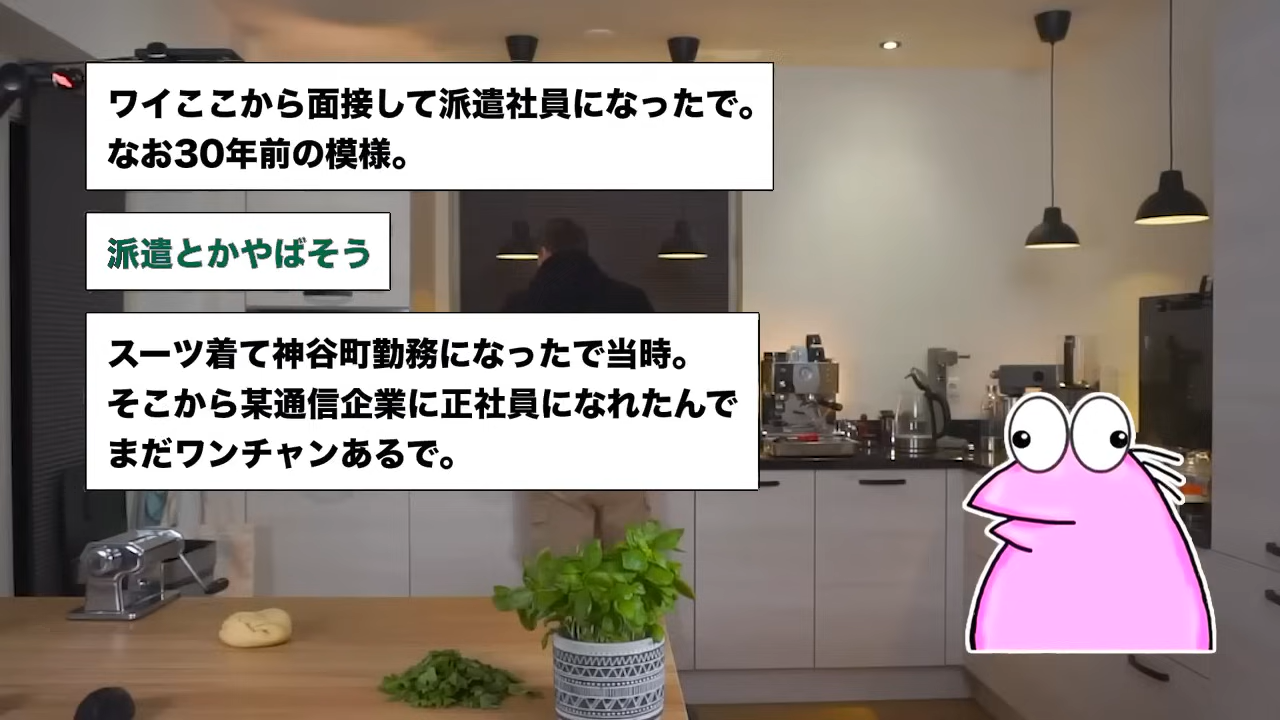 ワイここから面接して派遣社員になったで。
なお30年前の模様。
派遣とかやばそう
スーツ着て神谷町勤務になったで当時。
そこから某通信企業に正社員になれたんで
まだワンチャンあるで。